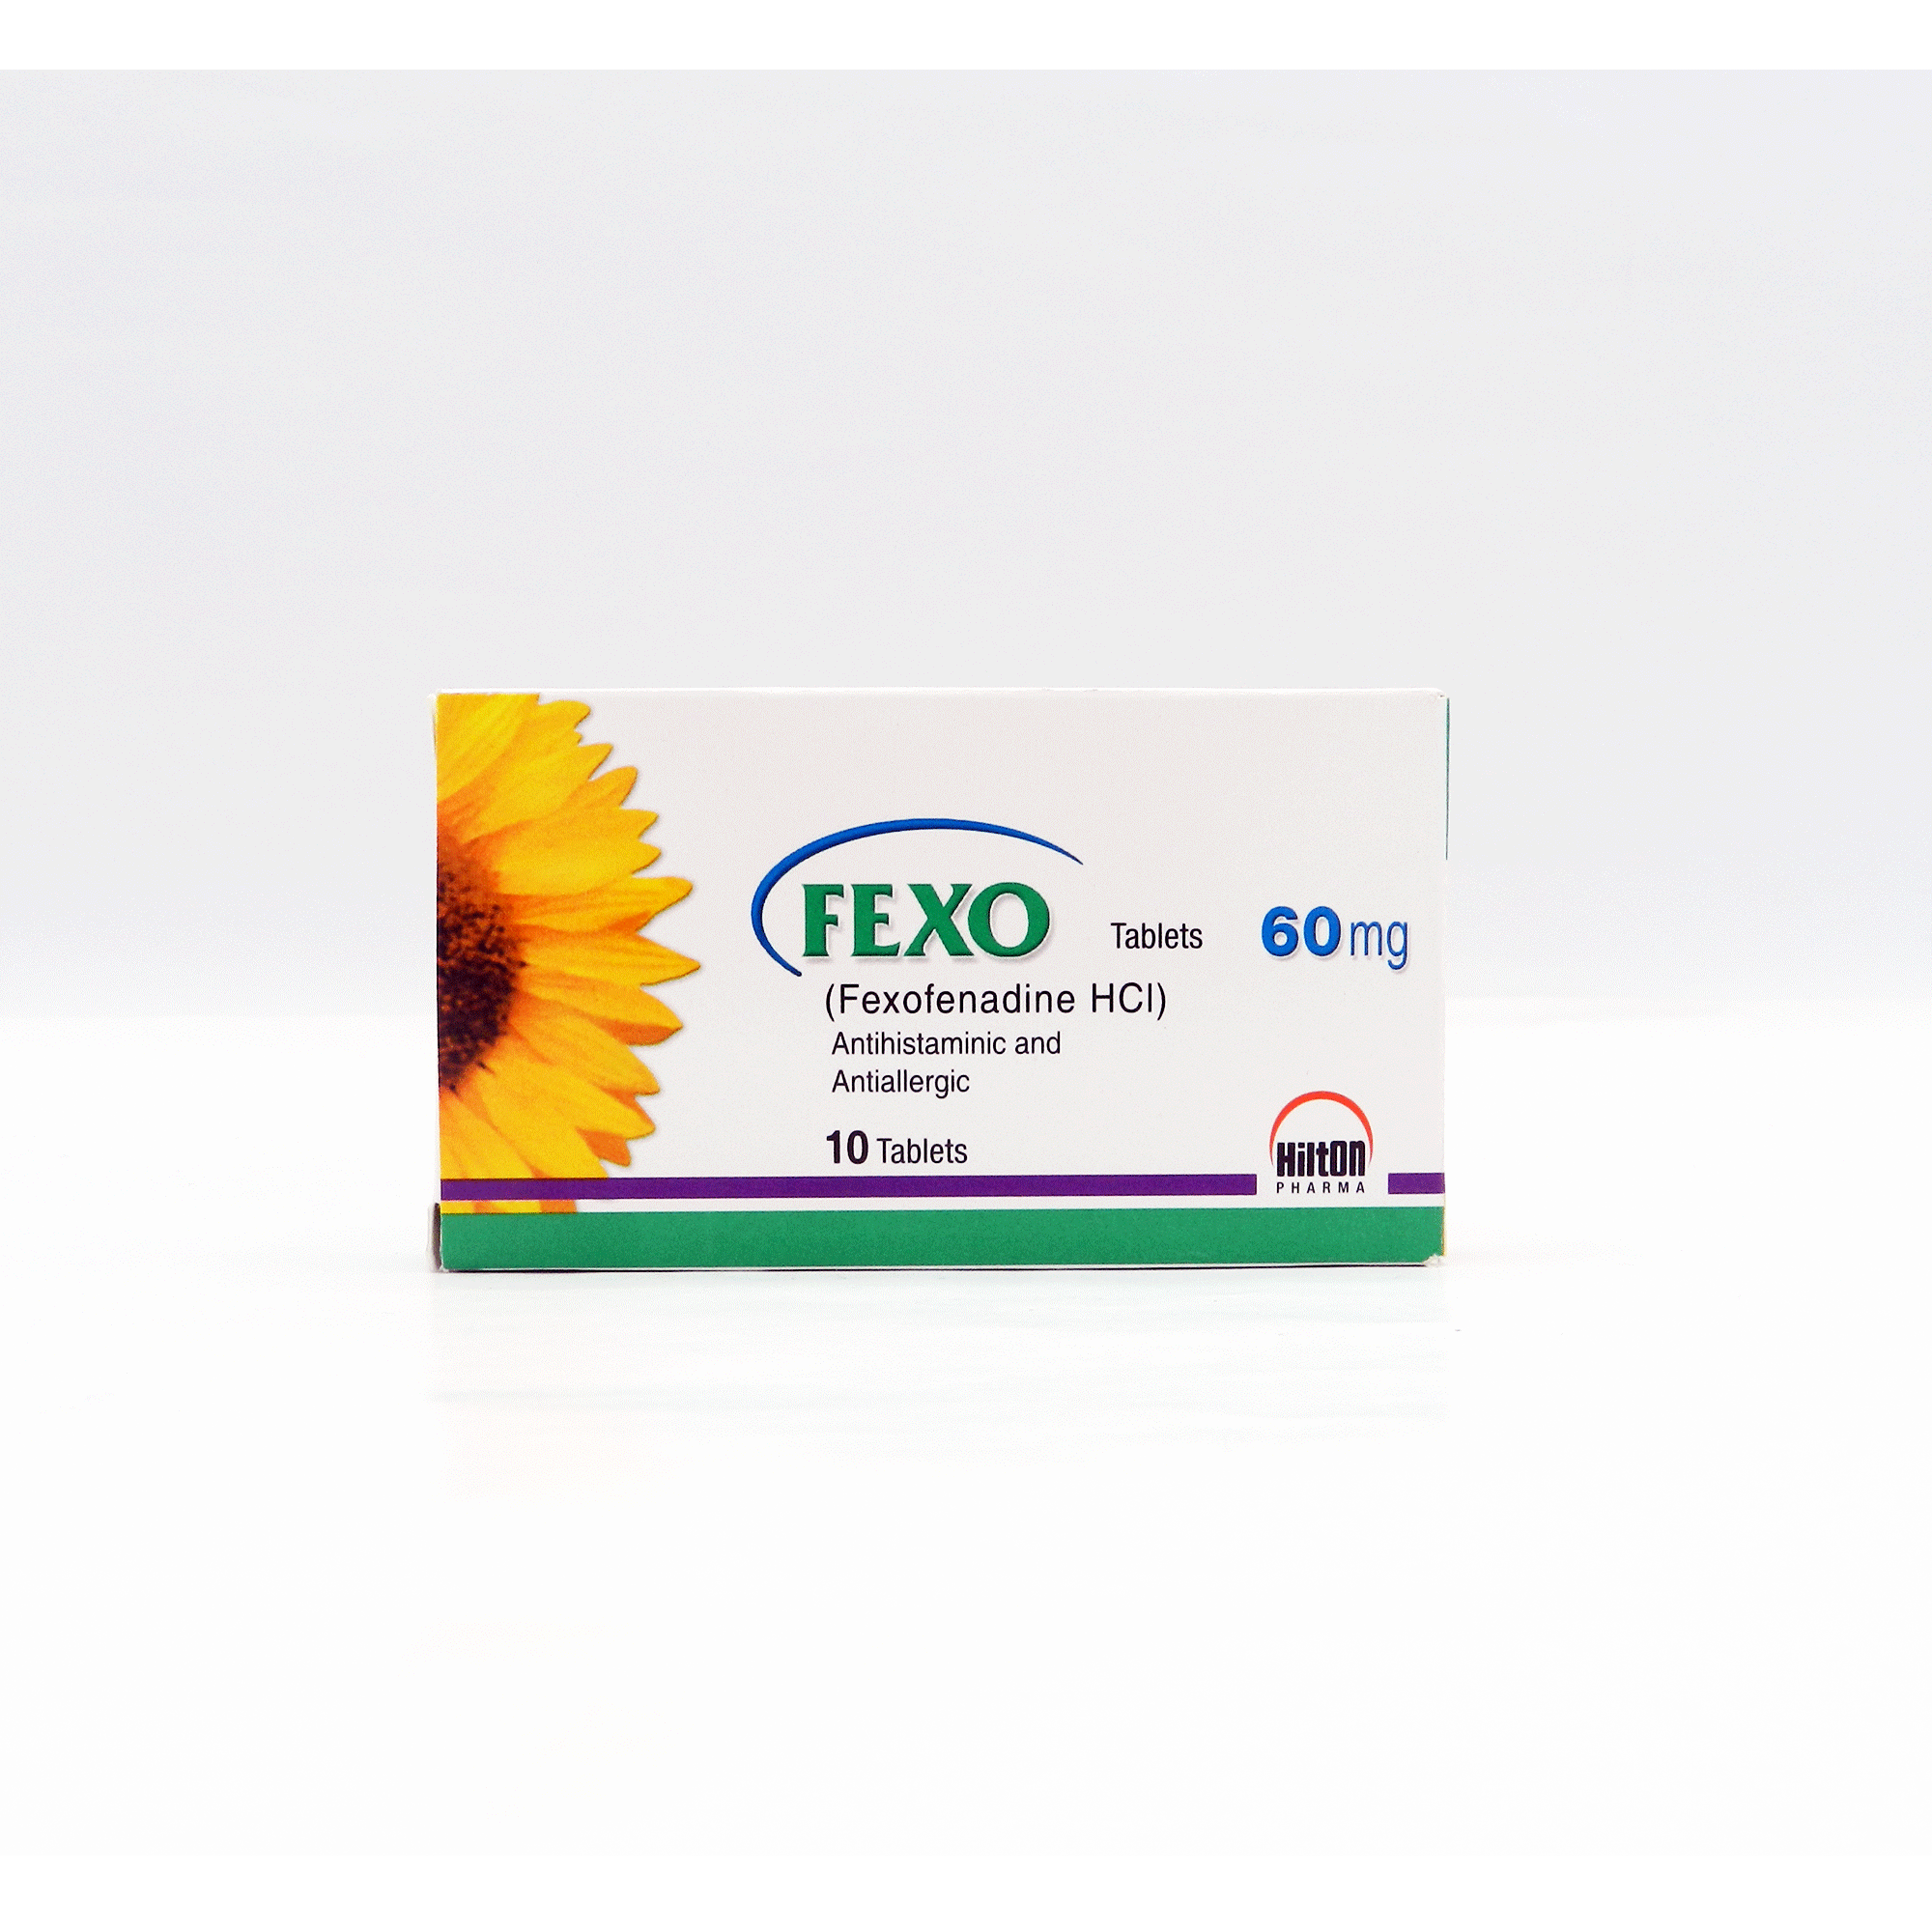 FEXO Tablets 60mg
(Fexofenadine HCl)
Antihistaminic and
Antiallergic
10 Tablets
HiltOn
PHARMA